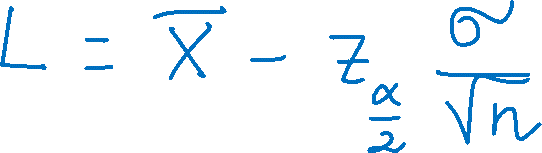 L = X̅ - z_{α/2} σ/√n